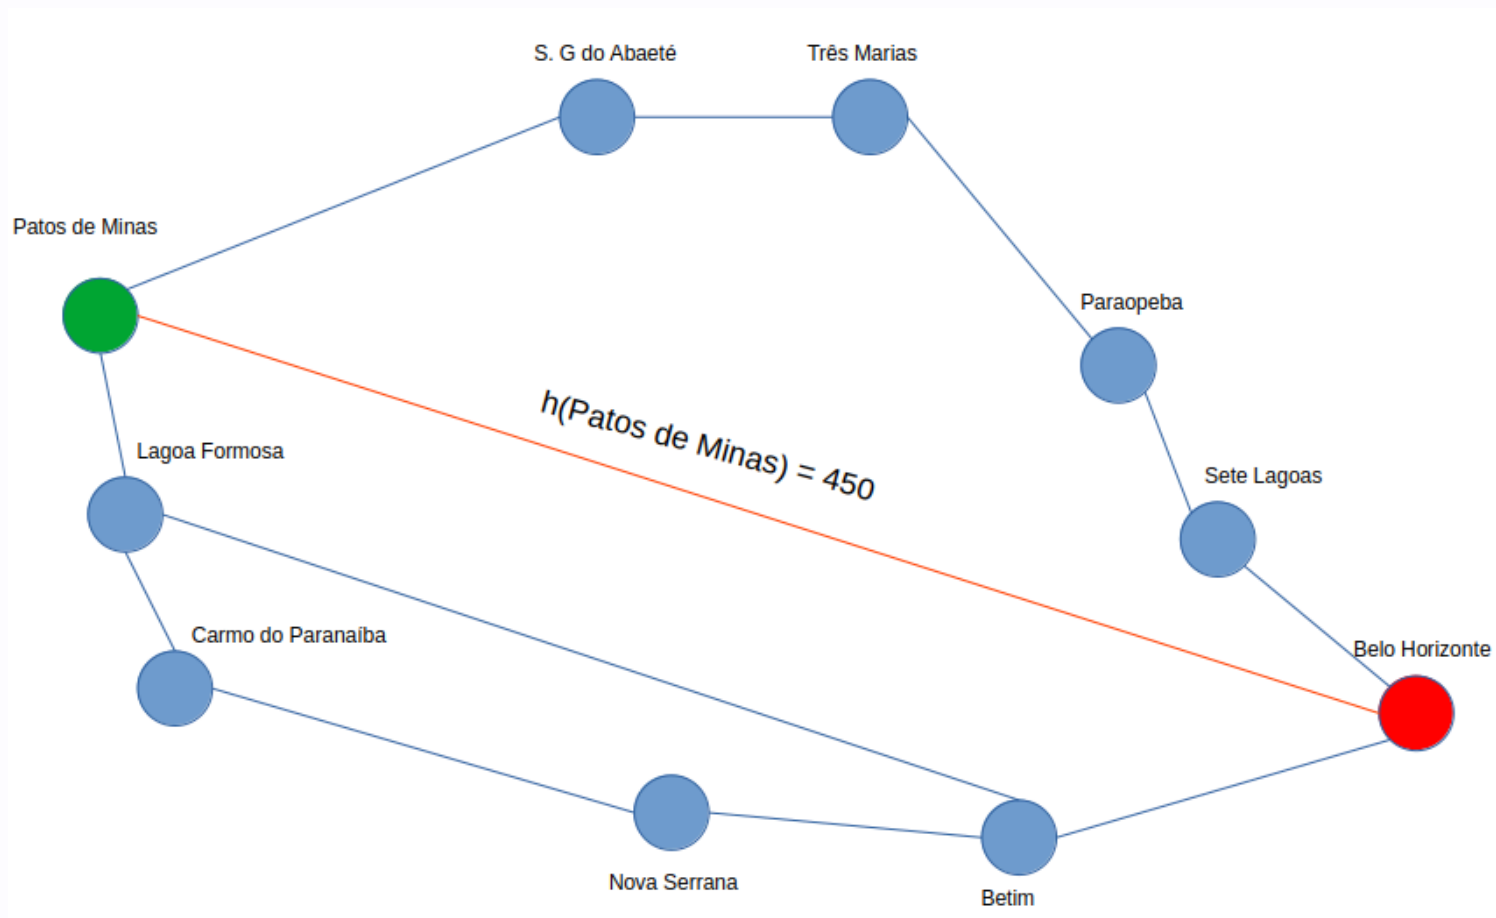 S. G do Abaeté
Três Marias
Patos de Minas
Paraopeba
h(Patos de Minas) = 450
Lagoa Formosa
Sete Lagoas
Carmo do Paranaíba
Belo Horizonte
Nova Serrana
Betim